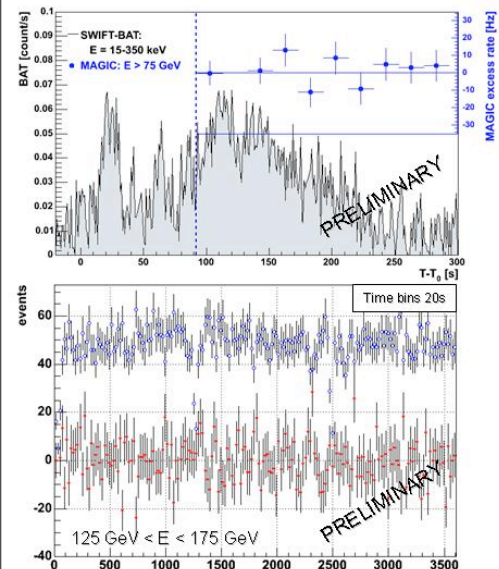 0.1
0.09
0.08
0.07
0.06
0.05
0.04
0.03
0.02
0.01
0
BAT [count/s]
SWIFT-BAT:
E = 15-350 keV
MAGIC: E > 75 GeV
30
20
10
0
-10
-20
-30
MAGIC excess rate [Hz]
PRELIMINARY
0 50 100 150 200 250 300
T-T0 [s]
events
Time bins 20s
60
40
20
0
-20
-40
125 GeV < E < 175 GeV
PRELIMINARY
0 500 1000 1500 2000 2500 3000 3500